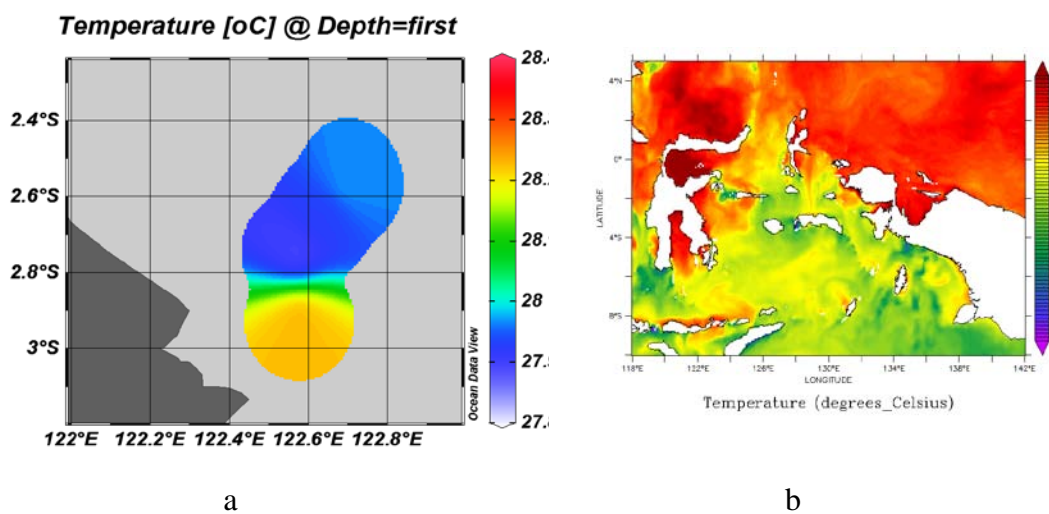 Temperature [oC] @ Depth=first
2.4°S
2.6°S
2.8°S
3°S
122°E 122.2°E 122.4°E 122.6°E 122.8°E
28
Ocean Data View
4°N
0°
4°S
8°S
LATITUDE
118°E 122°E 126°E 130°E 134°E 138°E 142°E
LONGITUDE
Temperature (degrees_Celsius)
a b